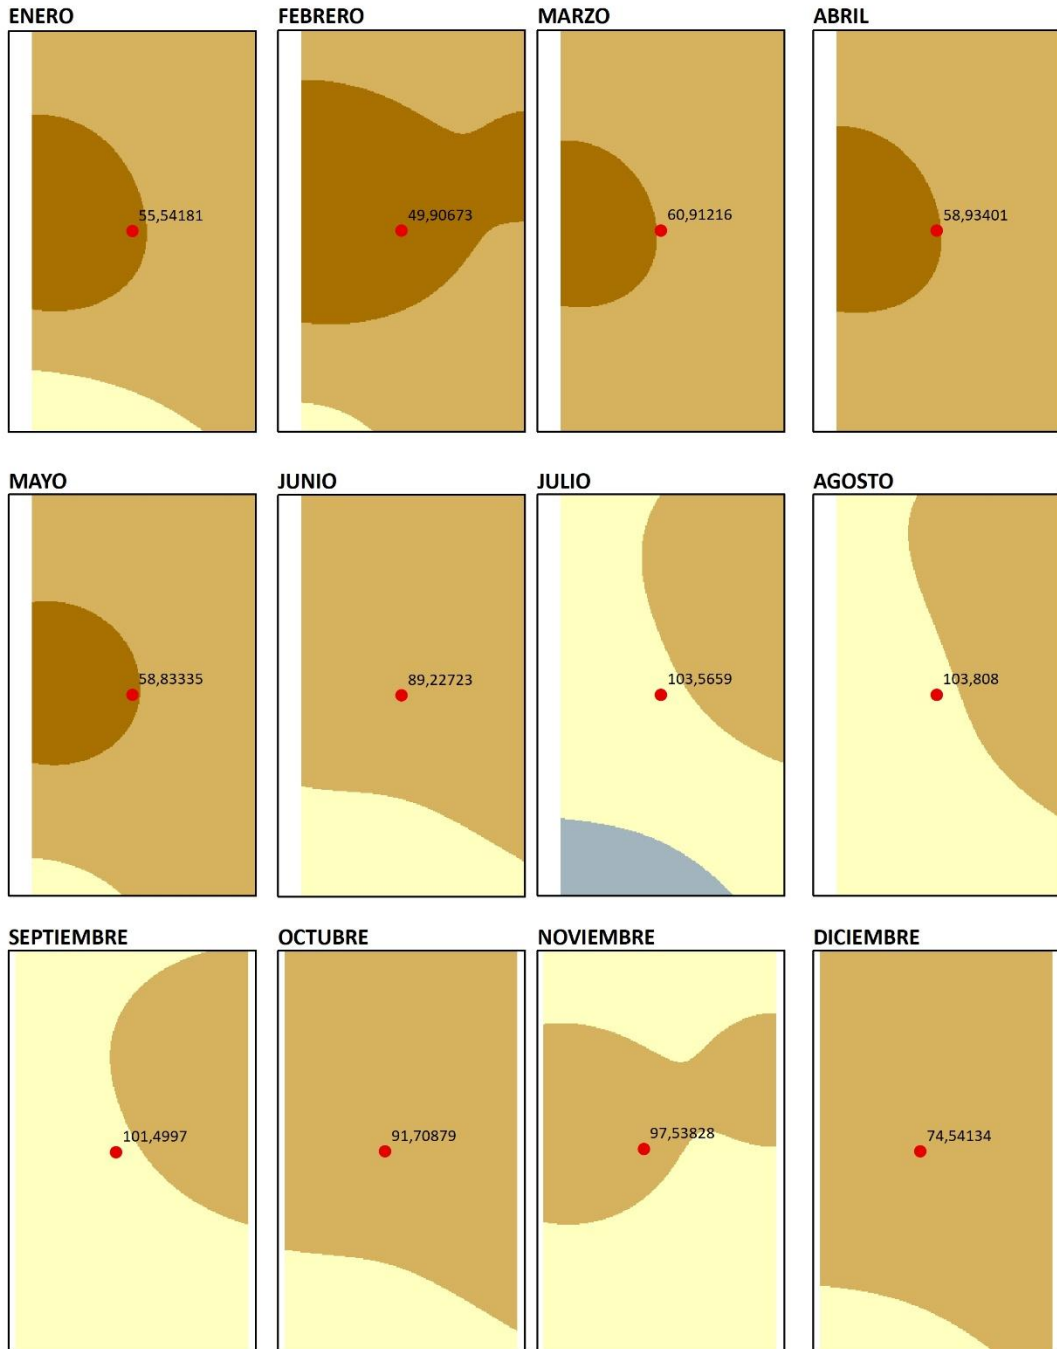 ENERO
FEBRERO
MARZO
ABRIL
55,54181
49,90673
60,91216
58,93401
MAYO
JUNIO
JULIO
AGOSTO
58,83335
89,22723
103,5659
103,808
SEPTIEMBRE
OCTUBRE
NOVIEMBRE
DICIEMBRE
101,4997
91,70879
97,53828
74,54134